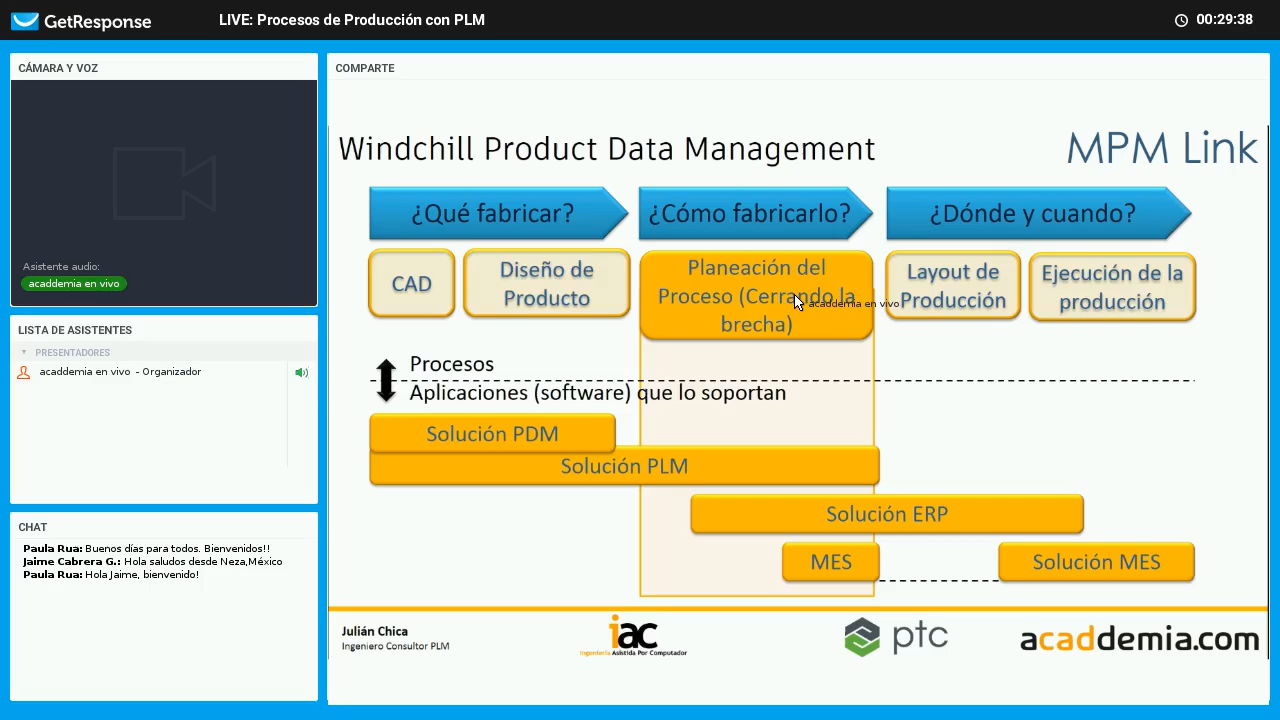 GetResponse
LIVE: Procesos de Producción con PLM
00:29:38
CÁMARA Y VOZ
Asistente audio:
acaddemia en vivo
LISTA DE ASISTENTES
PRESENTADORES
acaddemia en vivo - Organizador
CHAT
Paula Rua: Buenos días para todos. Bienvenidos!!
Jaime Cabrera G.: Hola saludos desde Neza,México
Paula Rua: Hola Jaime, bienvenido!
COMPARTE
Windchill Product Data Management
MPM Link
¿Qué fabricar?
¿Cómo fabricarlo?
¿Dónde y cuando?
CAD
Diseño de
Producto
Planeación del
Proceso (Cerrando la
brecha)
acaddemia en vivo
Layout de
Producción
Ejecución de la
producción
Procesos
Aplicaciones (software) que lo soportan
Solución PDM
Solución PLM
Solución ERP
MES
Solución MES
Julián Chica
Ingeniero Consultor PLM
iac
Ingeniería Asistida Por Computador
ptc
acaddemia.com